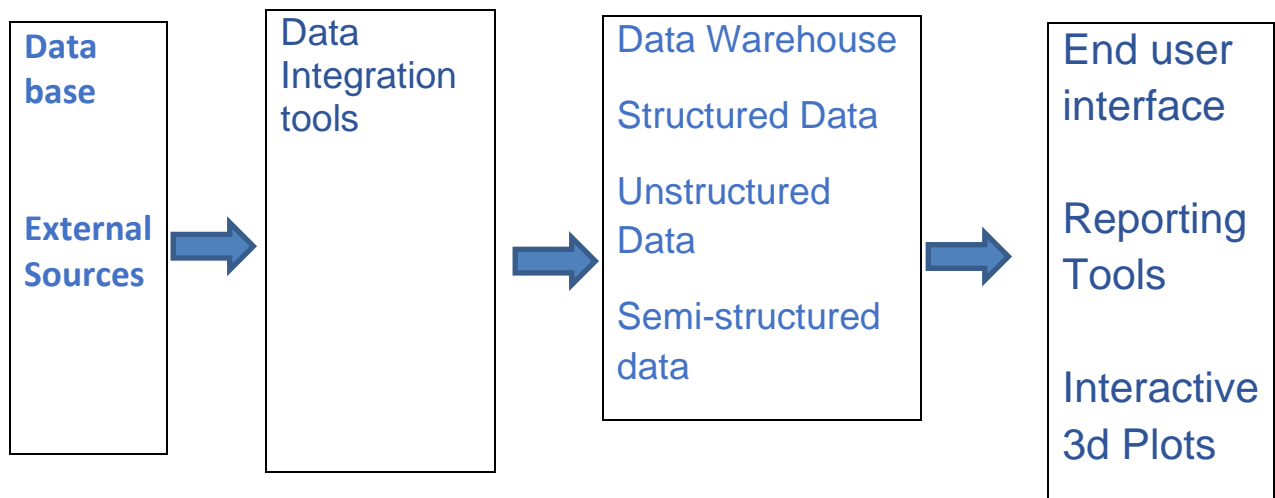 Data
base
External
Sources
Data
Integration
tools
Data Warehouse
Structured Data
Unstructured
Data
Semi-structured
data
End user
interface
Reporting
Tools
Interactive
3d Plots